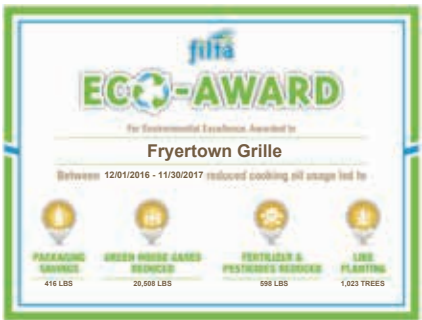 filta
ECO-AWARD
For Environmental Excellence Awarded to
Fryertown Grille
Between 12/01/2016 - 11/30/2017 reduced cooking oil usage led to
PACKAGING SAVINGS
416 LBS
GREEN HOUSE GASES REDUCED
20,508 LBS
FERTILIZER & PESTICIDES REDUCED
598 LBS
LIKE PLANTING
1,023 TREES